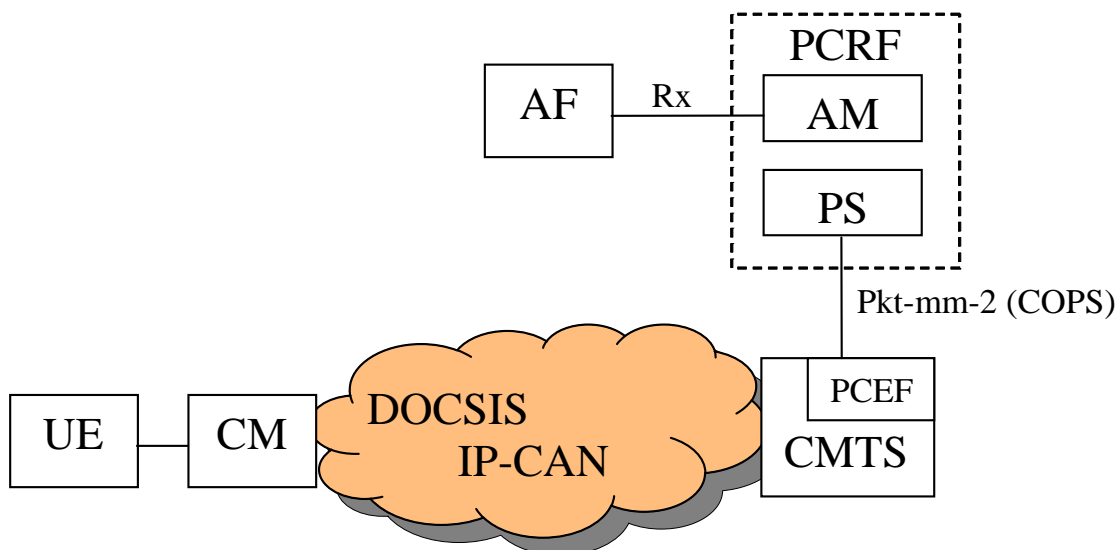 PCRF
AF
Rx
AM
PS
Pkt-mm-2 (COPS)
PCEF
DOCSIS
UE
CM
IP-CAN
CMTS